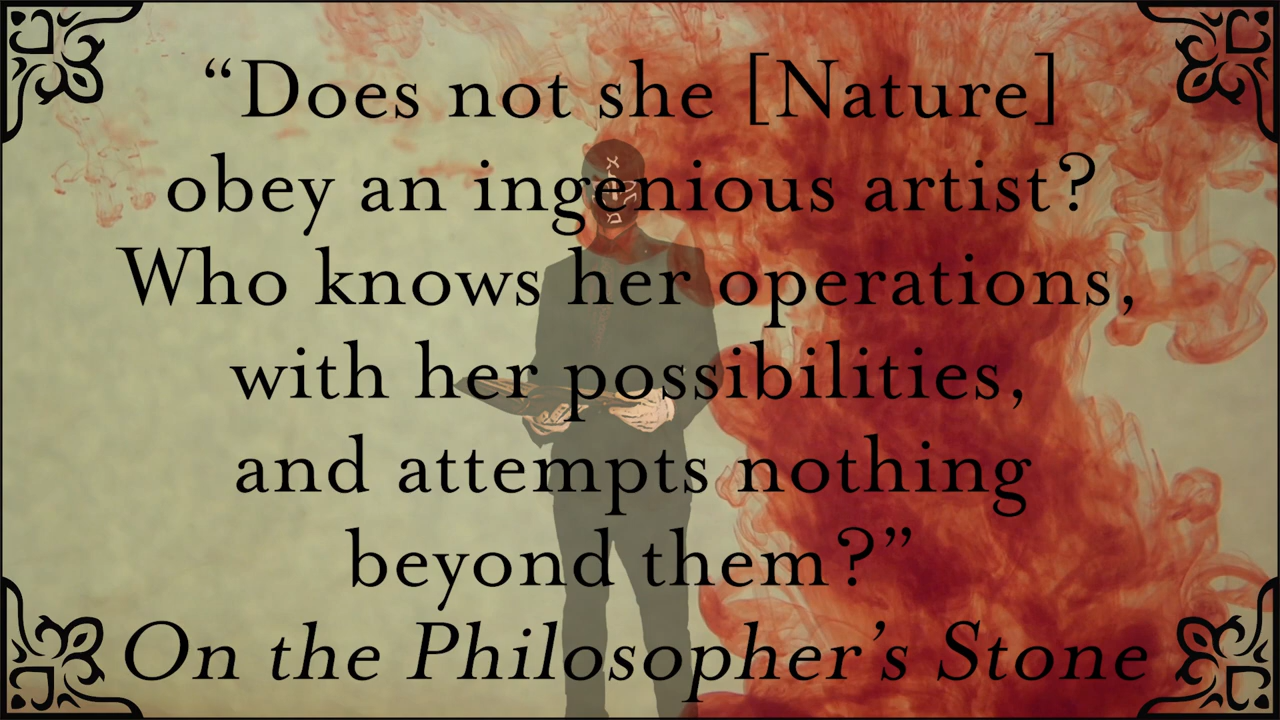 “Does not she [Nature]
obey an ingenious artist?
Who knows her operations,
with her possibilities,
and attempts nothing
beyond them?”
On the Philosopher’s Stone